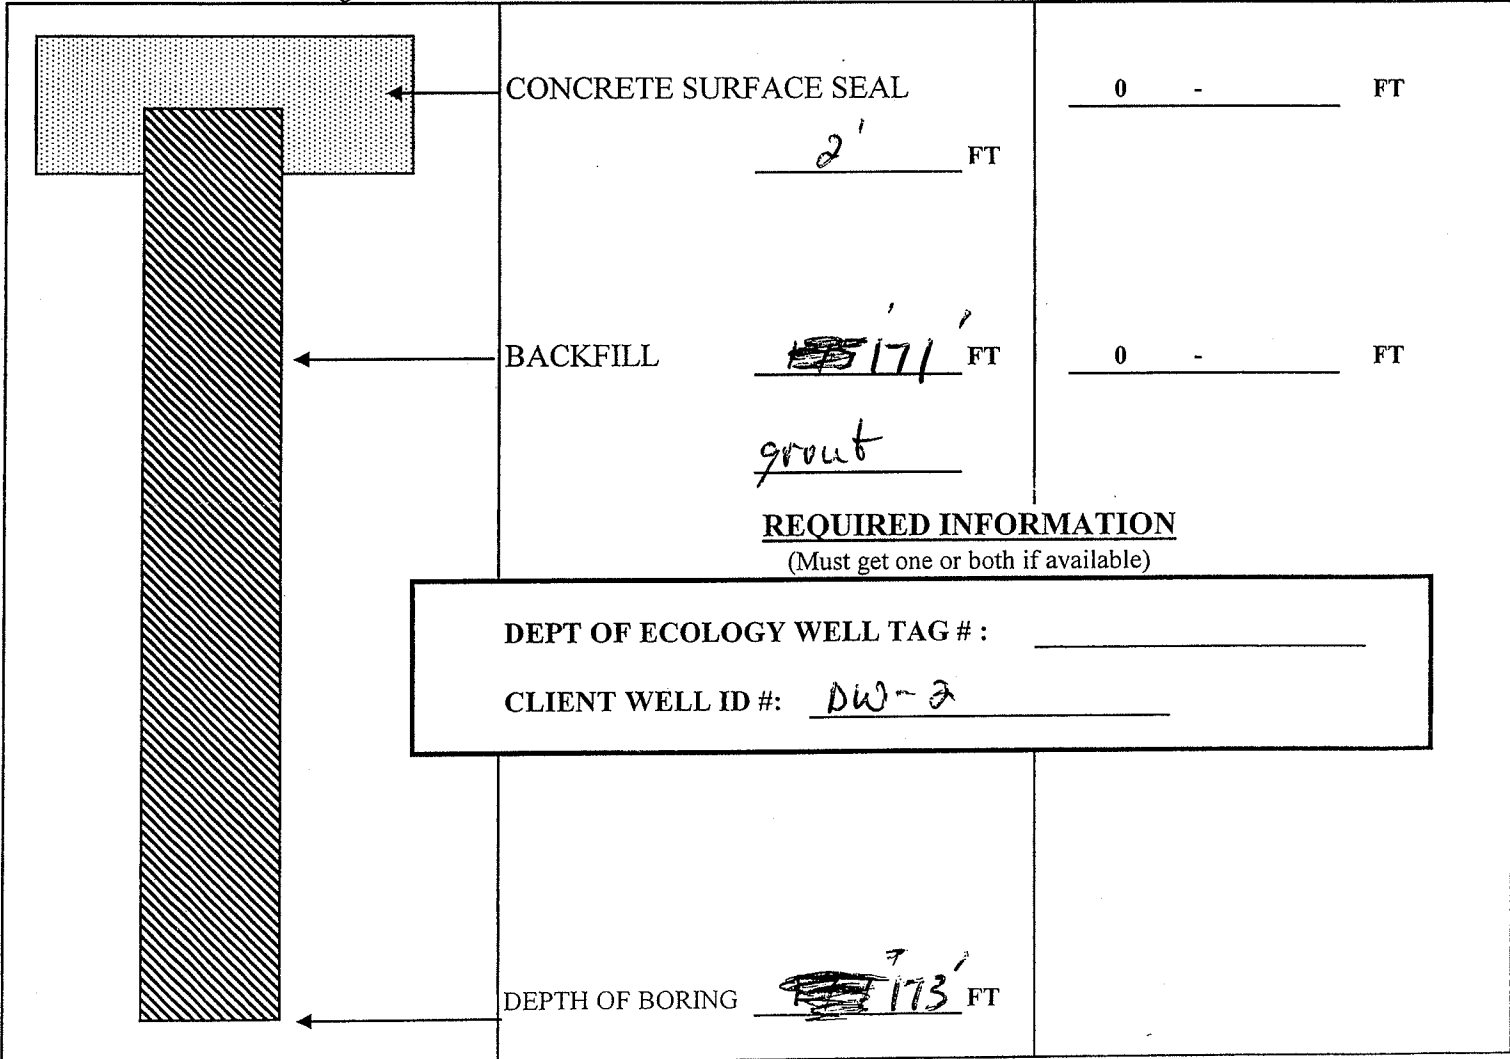 CONCRETE SURFACE SEAL 0 - FT
2' FT
BACKFILL 171' FT 0 - FT
grout
REQUIRED INFORMATION
(Must get one or both if available)
DEPT OF ECOLOGY WELL TAG # :
CLIENT WELL ID #: DW-2
DEPTH OF BORING 173' FT